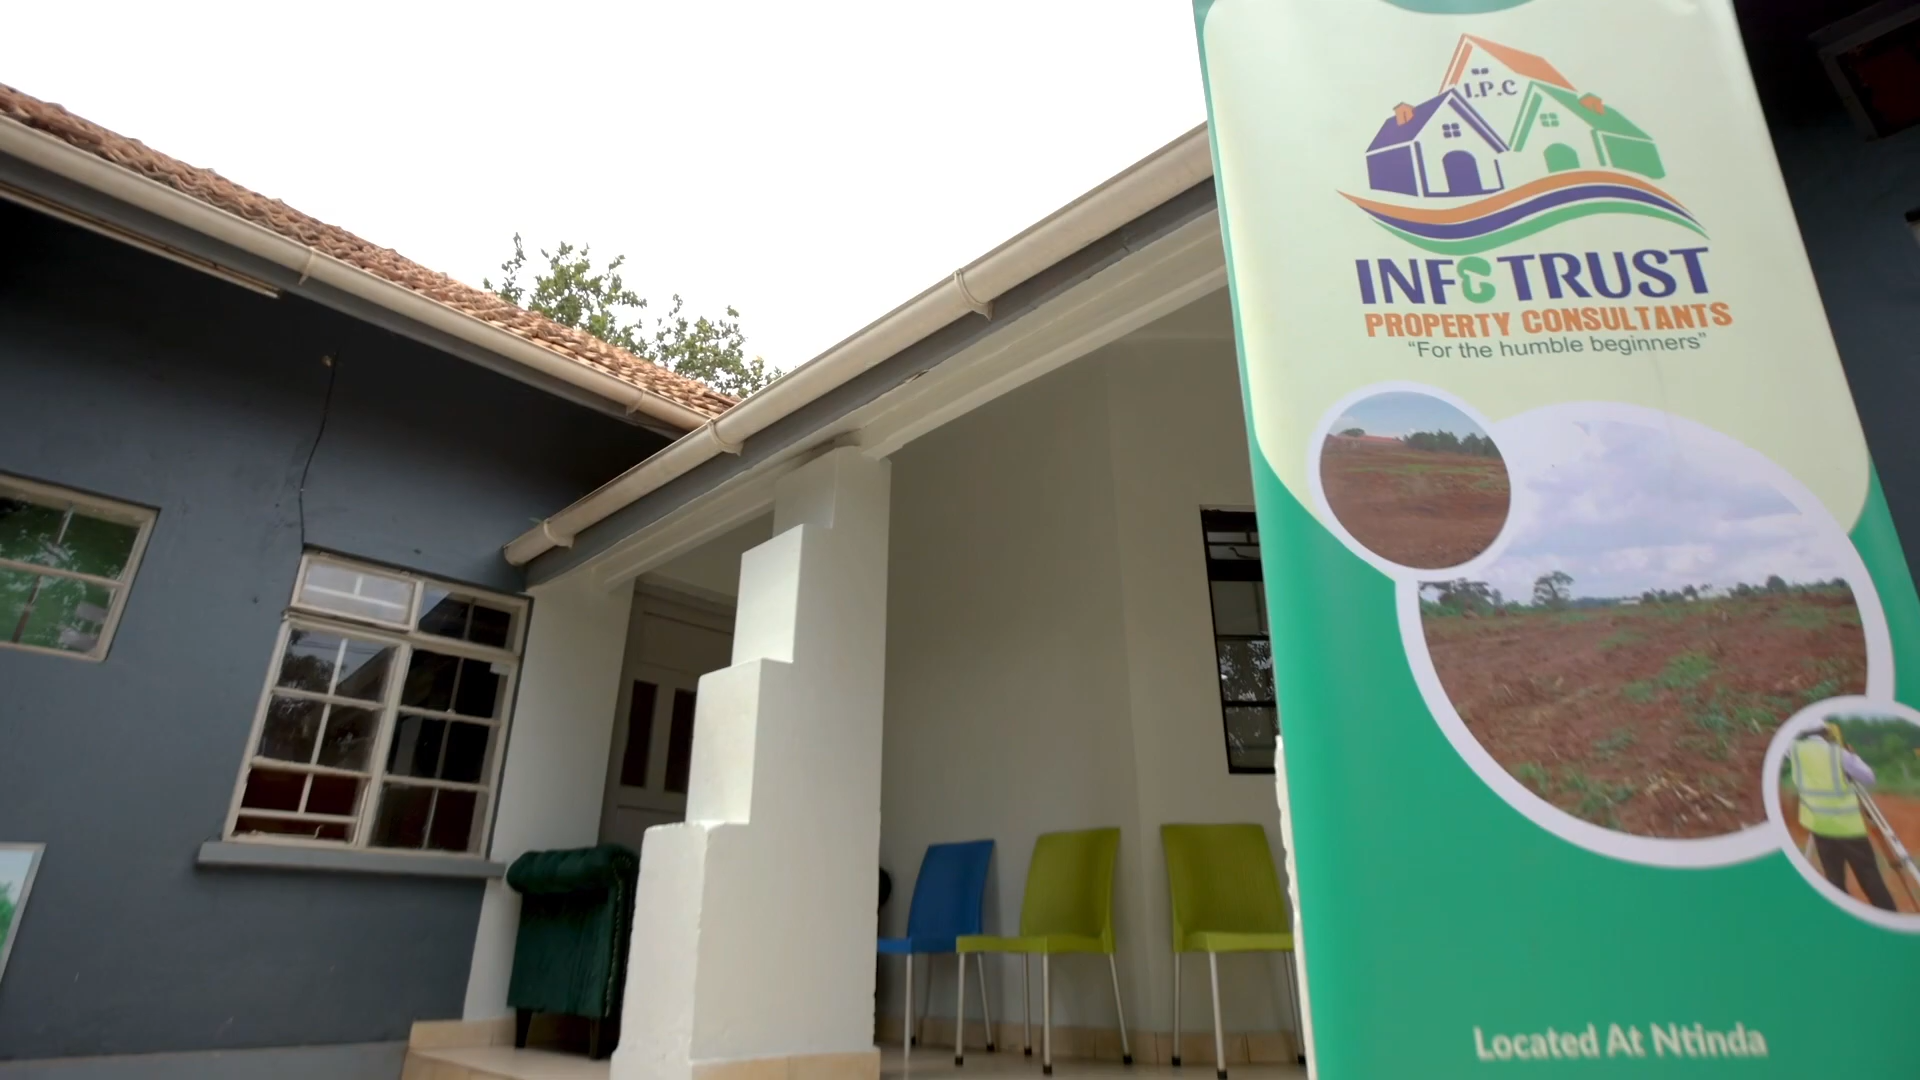 I.P.C
INFOTRUST
PROPERTY CONSULTANTS
“For the humble beginners”
Located At Ntinda